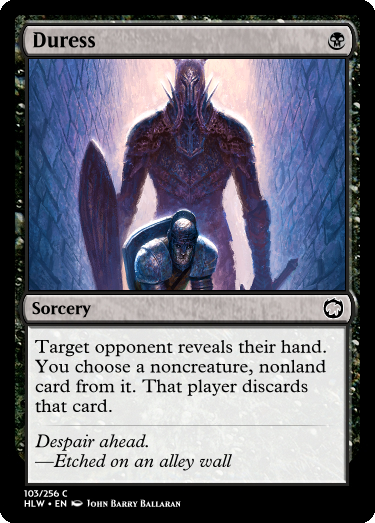 Duress
Sorcery
Target opponent reveals their hand.
You choose a noncreature, nonland
card from it. That player discards
that card.
Despair ahead.
—Etched on an alley wall
103/256 C
HLW • EN John Barry Ballaran